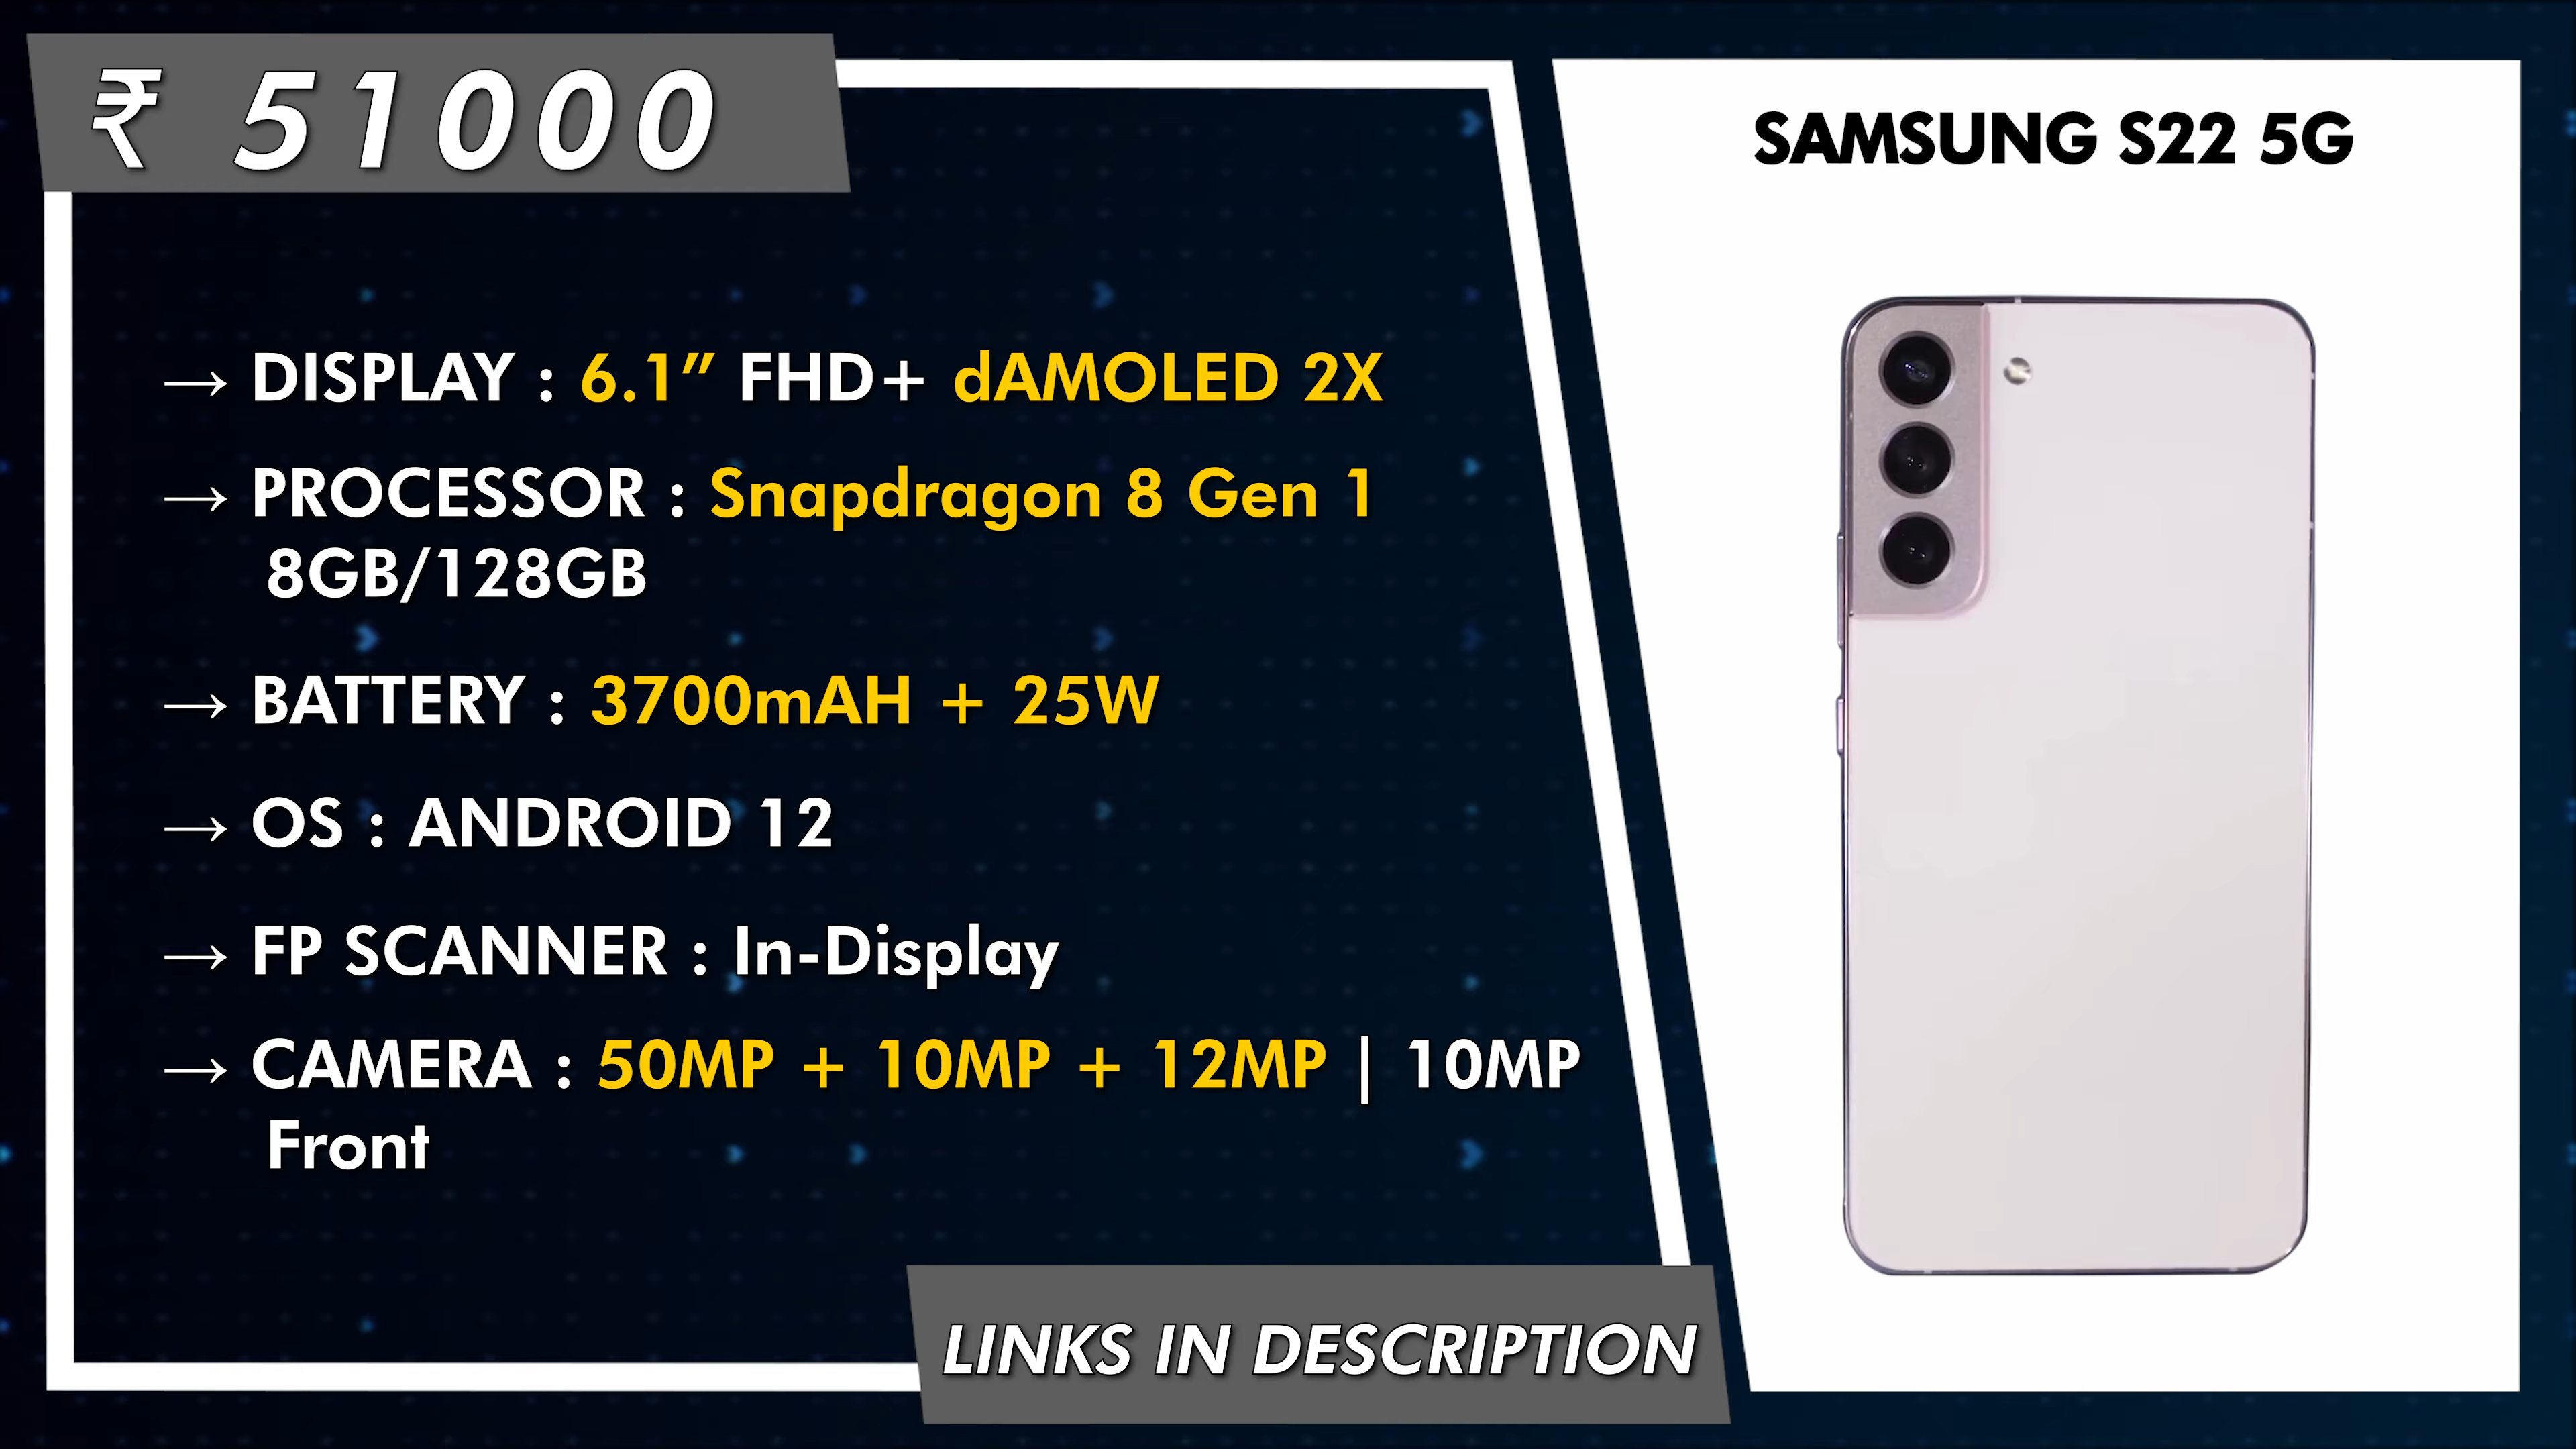 ₹ 51000
SAMSUNG S22 5G
→ DISPLAY : 6.1” FHD+ dAMOLED 2X
→ PROCESSOR : Snapdragon 8 Gen 1
8GB/128GB
→ BATTERY : 3700mAH + 25W
→ OS : ANDROID 12
→ FP SCANNER : In-Display
→ CAMERA : 50MP + 10MP + 12MP | 10MP
Front
LINKS IN DESCRIPTION